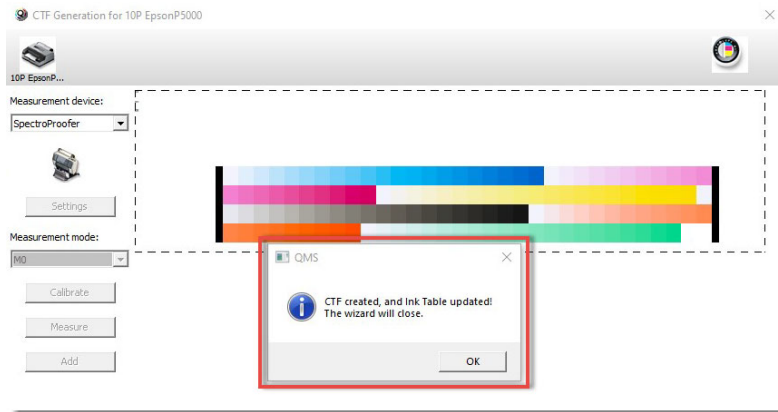 CTF Generation for 10P EpsonP5000
10P EpsonP...
Measurement device:
SpectroProofer
Settings
Measurement mode:
M0
Calibrate
Measure
Add
QMS
CTF created, and Ink Table updated!
The wizard will close.
OK